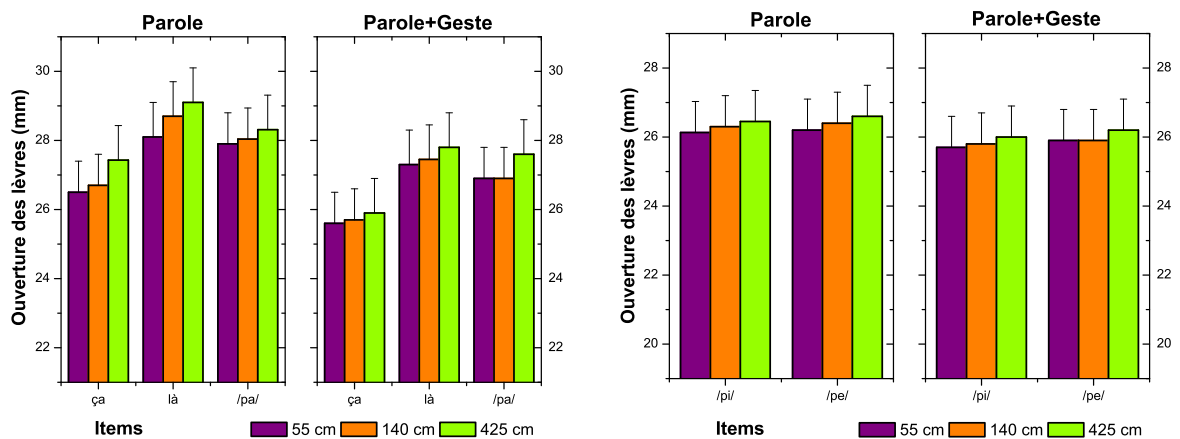 Parole Parole+Geste
Ouverture des lèvres (mm)
30 30
28 28
26 26
24 24
22 22
ça là /pa/ ça là /pa/
Items 55 cm 140 cm 425 cm
Parole Parole+Geste
Ouverture des lèvres (mm)
28 28
26 26
24 24
22 22
20 20
/pi/ /pe/ /pi/ /pe/
Items 55 cm 140 cm 425 cm